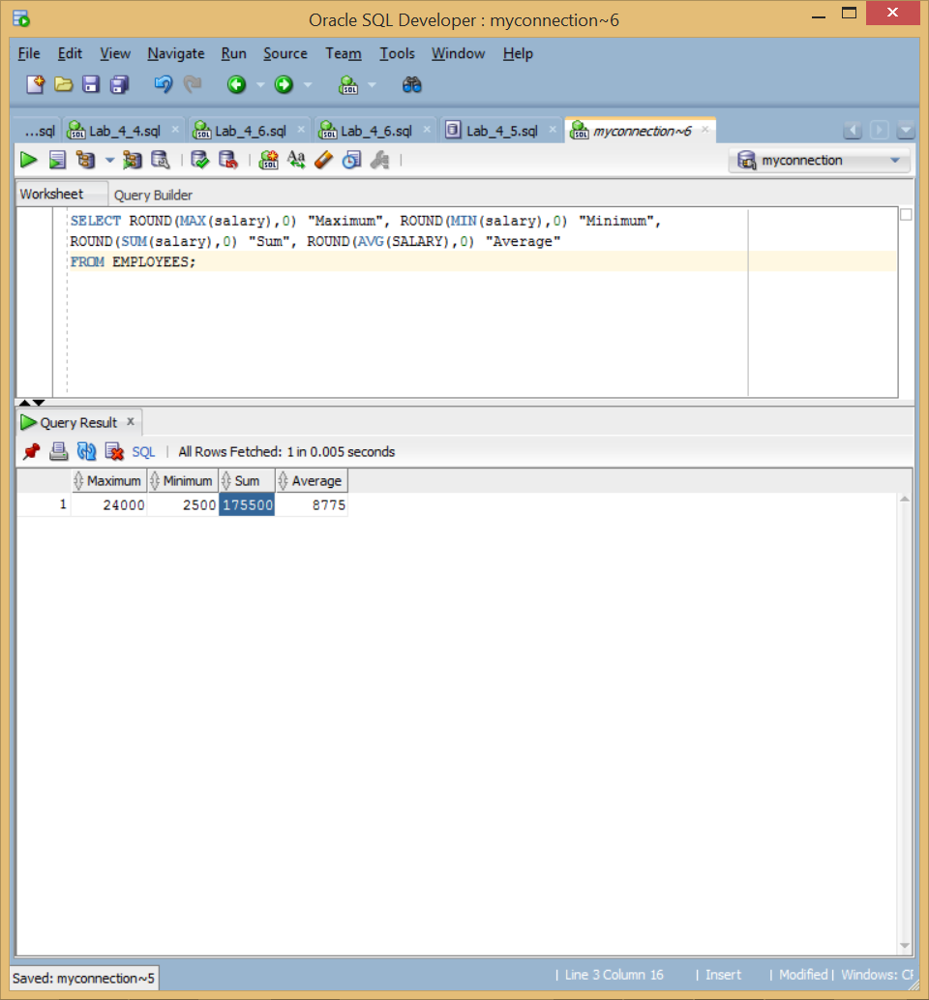 Oracle SQL Developer : myconnection~6
File Edit View Navigate Run Source Team Tools Window Help
...sql Lab_4_4.sql Lab_4_6.sql Lab_4_6.sql Lab_4_5.sql myconnection~6
myconnection
Worksheet Query Builder
SELECT ROUND(MAX(salary),0) "Maximum", ROUND(MIN(salary),0) "Minimum",
ROUND(SUM(salary),0) "Sum", ROUND(AVG(SALARY),0) "Average"
FROM EMPLOYEES;
Query Result x
SQL | All Rows Fetched: 1 in 0.005 seconds
Maximum Minimum Sum Average
1 24000 2500 175500 8775
Saved: myconnection~5 | Line 3 Column 16 | Insert | Modified | Windows: CF